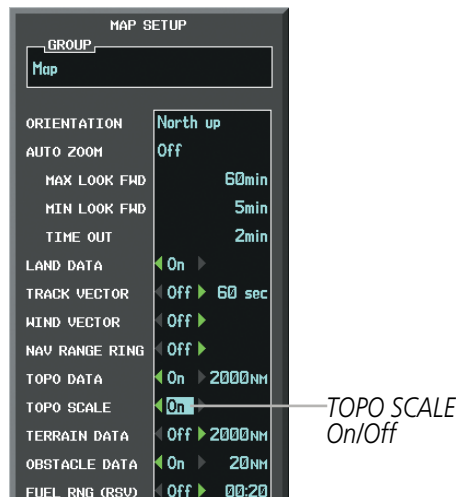 MAP SETUP
GROUP
Map
ORIENTATION North up
AUTO ZOOM Off
MAX LOOK FWD 60min
MIN LOOK FWD 5min
TIME OUT 2min
LAND DATA On
TRACK VECTOR Off 60 sec
WIND VECTOR Off
NAV RANGE RING Off
TOPO DATA On 2000NM
TOPO SCALE On
TERRAIN DATA Off 2000NM
OBSTACLE DATA On 20NM
FUEL RNG (RSV) Off 00:20
TOPO SCALE
On/Off